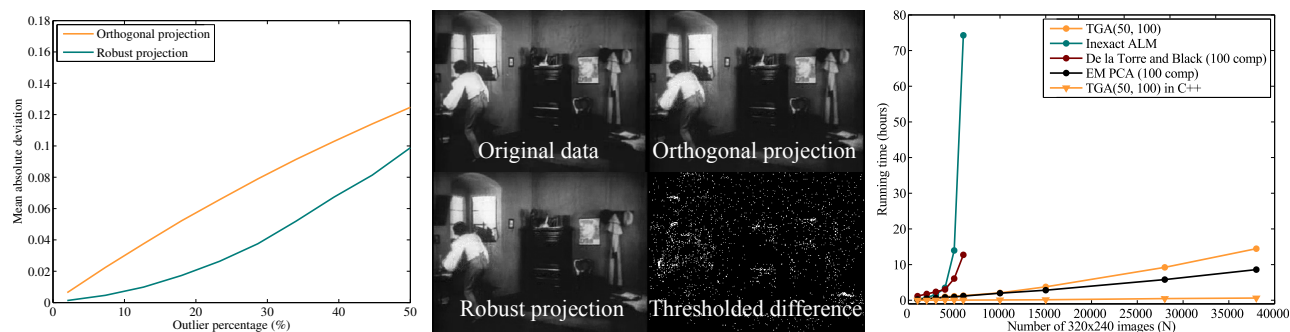 0.18
0.16
0.14
0.12
0.1
0.08
0.06
0.04
0.02
0
Mean absolute deviation
Orthogonal projection
Robust projection
0 10 20 30 40 50
Outlier percentage (%)
Original data
Orthogonal projection
Robust projection
Thresholded difference
80
70
60
50
40
30
20
10
0
Running time (hours)
TGA(50, 100)
Inexact ALM
De la Torre and Black (100 comp)
EM PCA (100 comp)
TGA(50, 100) in C++
0 5000 10000 15000 20000 25000 30000 35000 40000
Number of 320x240 images (N)